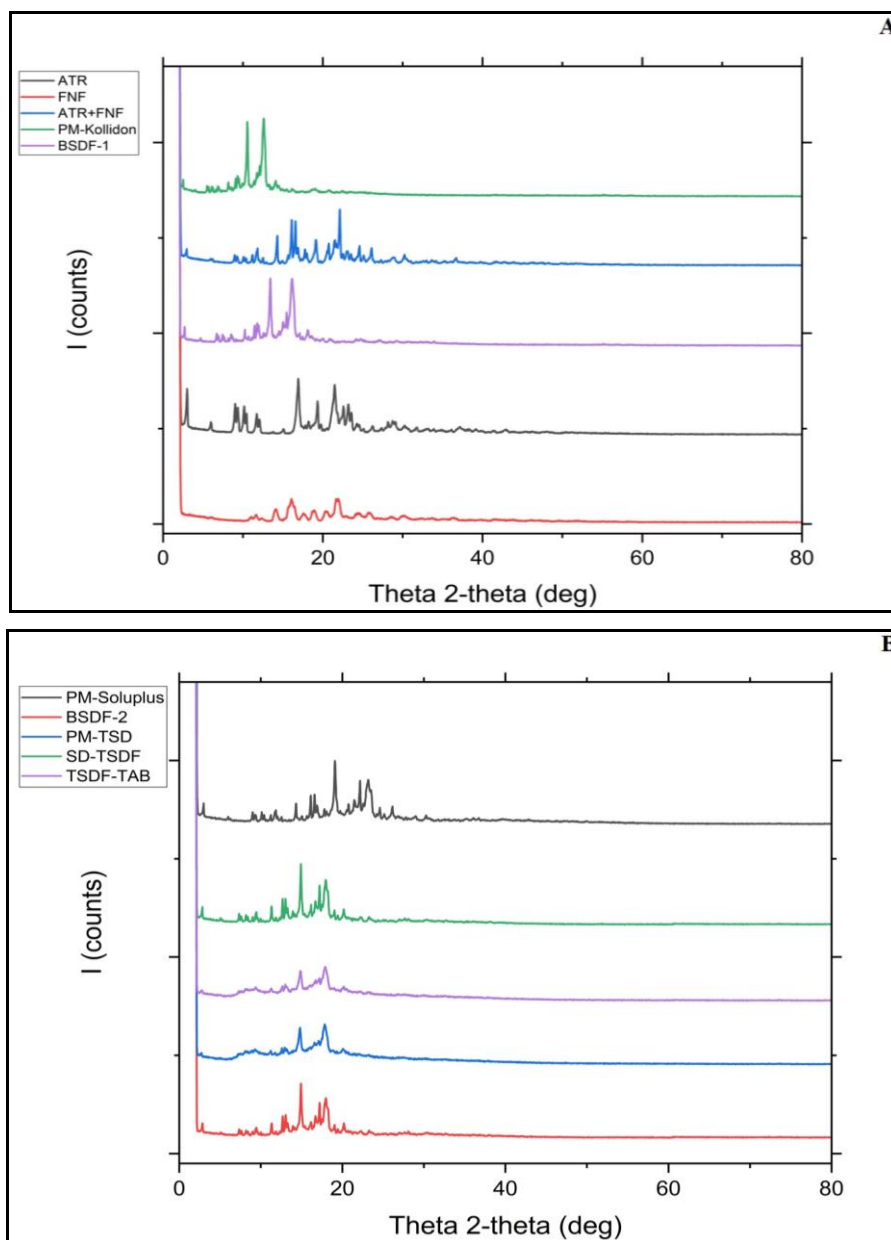 A
ATR
FNF
ATR+FNF
PM-Kollidon
BSDF-1
I (counts)
0 20 40 60 80
Theta 2-theta (deg)
B
PM-Soluplus
BSDF-2
PM-TSD
SD-TSDF
TSDF-TAB
I (counts)
0 20 40 60 80
Theta 2-theta (deg)